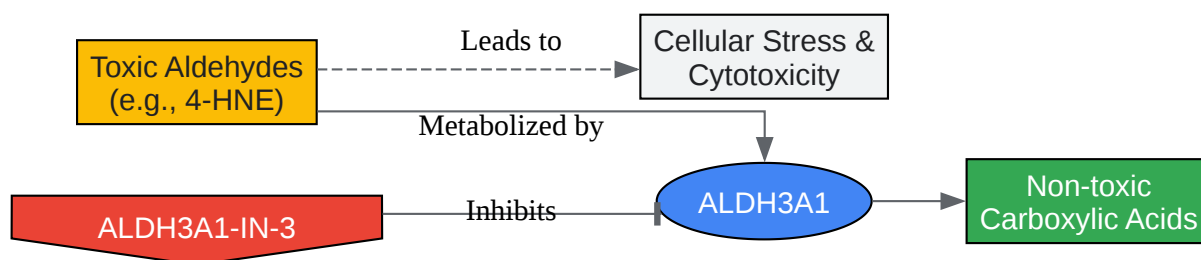 Toxic Aldehydes
(e.g., 4-HNE)
Leads to
Cellular Stress &
Cytotoxicity
Metabolized by
ALDH3A1-IN-3
Inhibits
ALDH3A1
Non-toxic
Carboxylic Acids